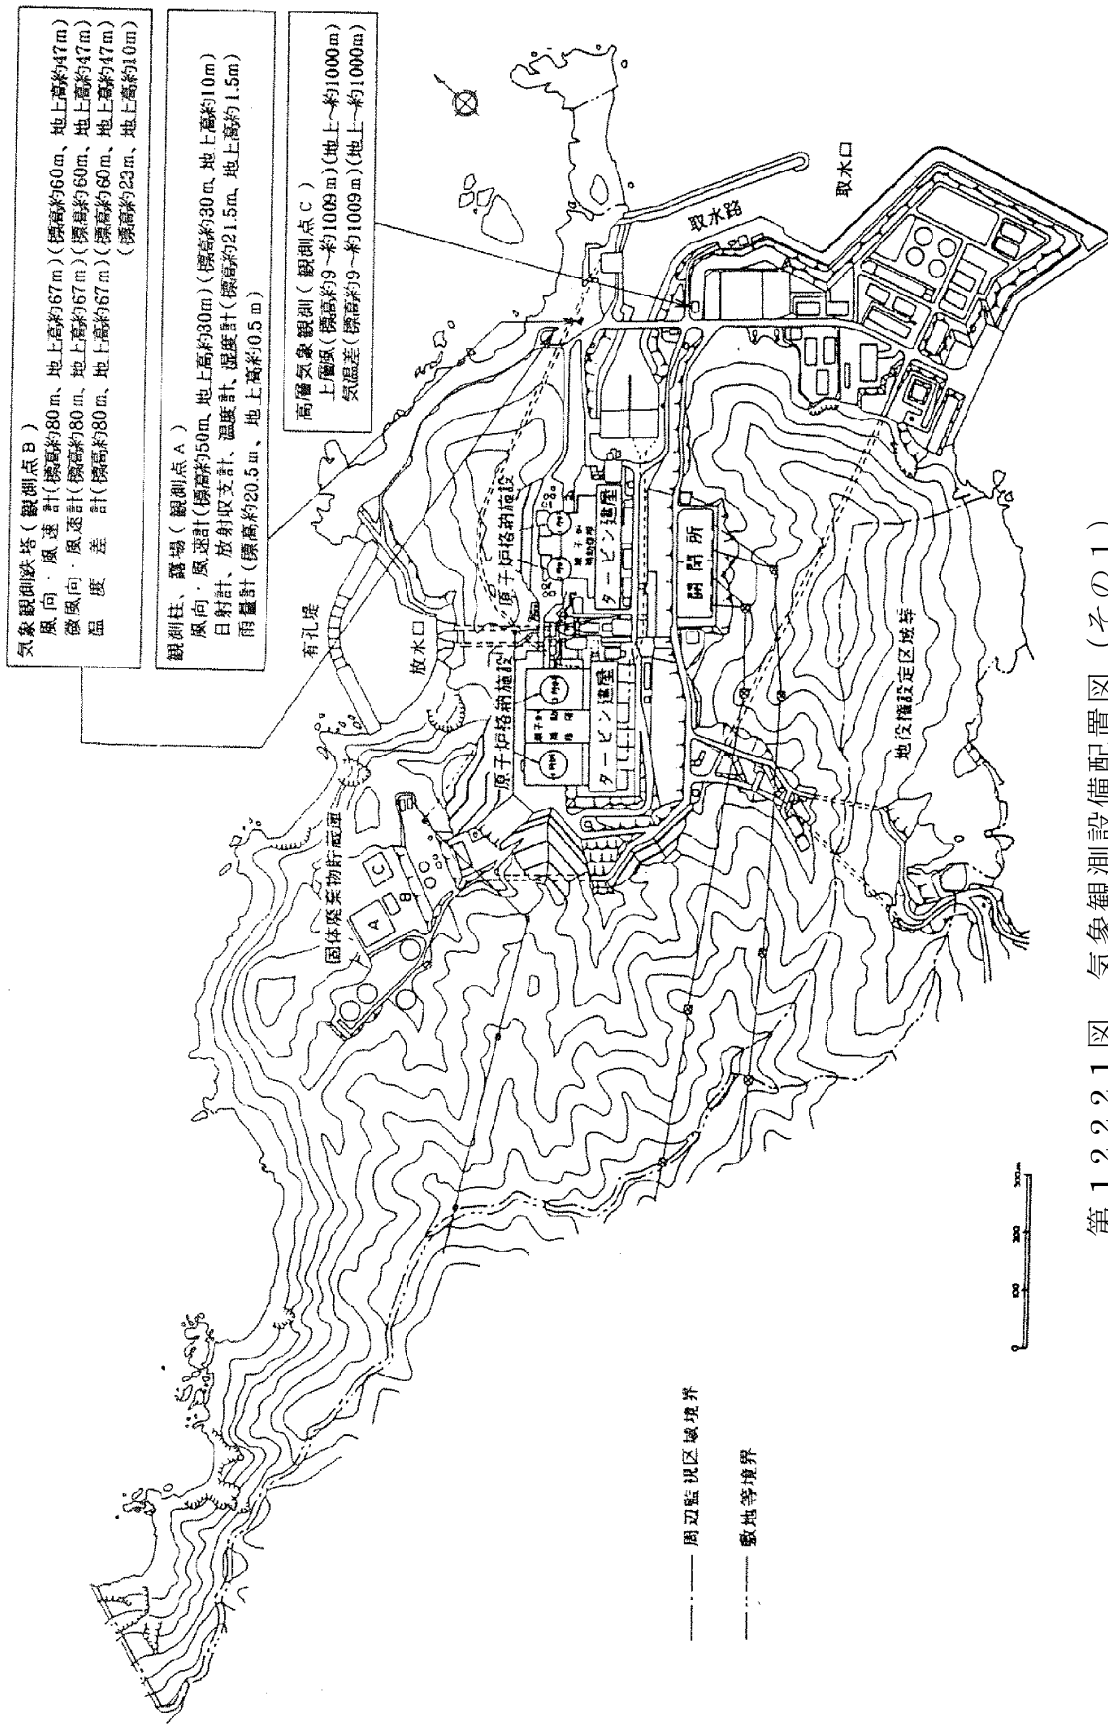 気象観測鉄塔(観測点B)
風向・風速計(標高約80m、地上高約67m)(標高約60m、地上高約47m)
微風向・風速計(標高約80m、地上高約67m)(標高約60m、地上高約47m)
温度差計(標高約80m、地上高約67m)(標高約60m、地上高約47m)
(標高約23m、地上高約10m)
観測柱、露場(観測点A)
風向・風速計(標高約50m、地上高約30m)(標高約30m、地上高約10m)
日射計、放射収支計、温度計、湿度計(標高約21.5m、地上高約1.5m)
雨量計(標高約20.5m、地上高約0.5m)
高層気象観測(観測点C)
上層風(標高約9~約1009m)(地上~約1000m)
気温差(標高約9~約1009m)(地上~約1000m)
有孔堤
放水口
取水口
取水路
原子炉格納施設
原子炉格納施設
タービン建屋
タービン建屋
開閉所
固体廃棄物貯蔵庫
A
B
C
地役権設定区域等
0 100 200 300m
周辺監視区域境界
敷地等境界
第1.2.2.2.1図 気象観測設備配置図(その1)